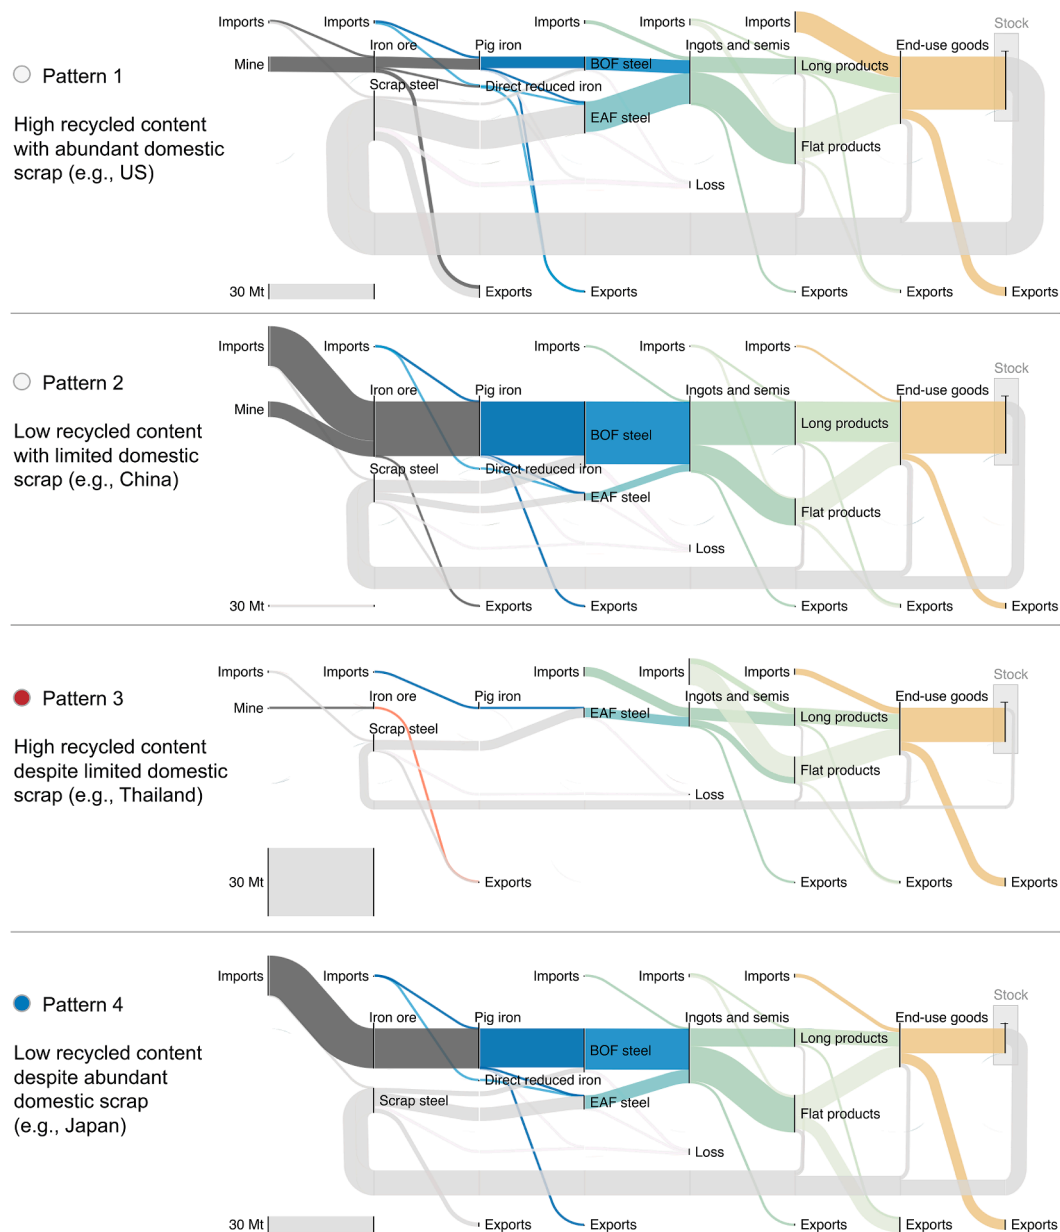 Imports
Imports
Imports
Imports
Imports
Stock
Iron ore
Pig iron
Ingots and semis
End-use goods
Mine
BOF steel
Long products
Pattern 1
Scrap steel
Direct reduced iron
EAF steel
High recycled content
with abundant domestic
scrap (e.g., US)
Flat products
Loss
30 Mt
Exports
Exports
Exports
Exports
Exports
Imports
Imports
Imports
Imports
Imports
Stock
Pattern 2
Iron ore
Pig iron
Ingots and semis
End-use goods
Mine
Long products
Low recycled content
with limited domestic
scrap (e.g., China)
BOF steel
Scrap steel
Direct reduced iron
EAF steel
Flat products
Loss
30 Mt
Exports
Exports
Exports
Exports
Exports
Imports
Imports
Imports
Imports
Imports
Stock
Pattern 3
Iron ore
Pig iron
Ingots and semis
End-use goods
Mine
EAF steel
Long products
Scrap steel
High recycled content
despite limited domestic
scrap (e.g., Thailand)
Flat products
Loss
30 Mt
Exports
Exports
Exports
Exports
Imports
Imports
Imports
Imports
Imports
Stock
Pattern 4
Iron ore
Pig iron
Ingots and semis
End-use goods
Long products
BOF steel
Low recycled content
despite abundant
domestic scrap
(e.g., Japan)
Direct reduced iron
Scrap steel
EAF steel
Flat products
Loss
30 Mt
Exports
Exports
Exports
Exports
Exports